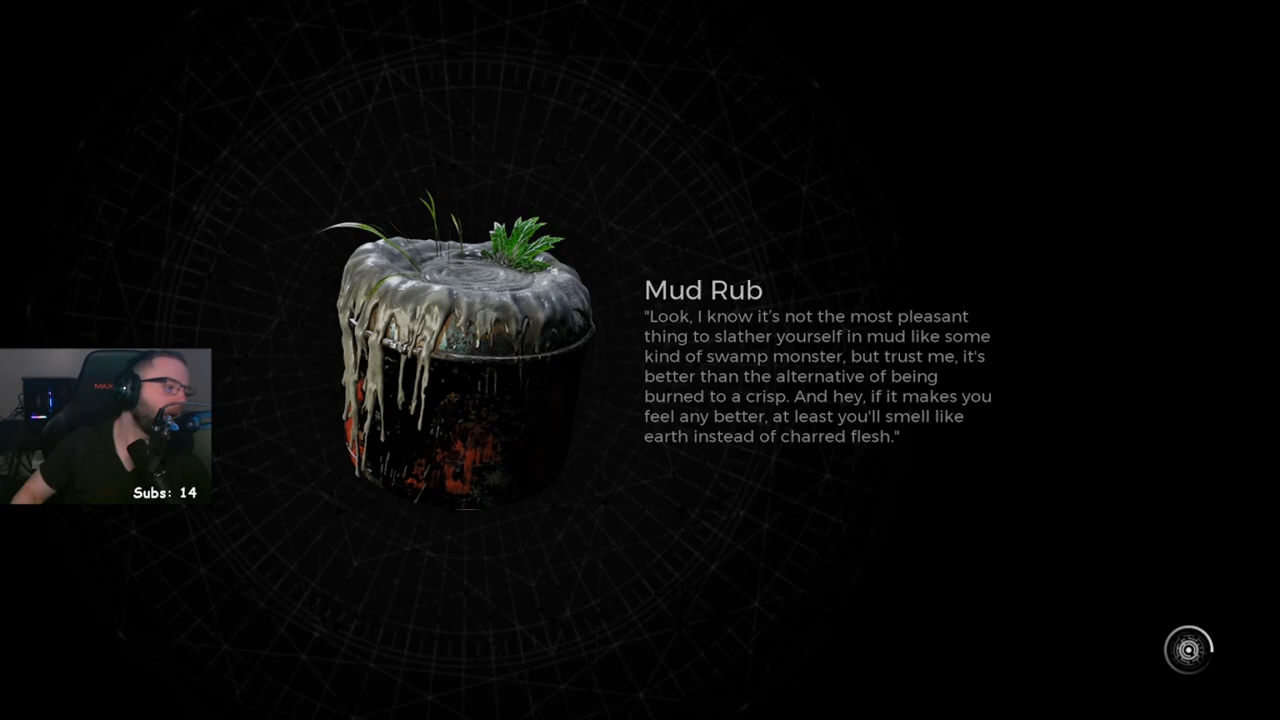 Mud Rub
"Look, I know it’s not the most pleasant
thing to slather yourself in mud like some
kind of swamp monster, but trust me, it's
better than the alternative of being
burned to a crisp. And hey, if it makes you
feel any better, at least you'll smell like
earth instead of charred flesh."
MAX
Subs: 14